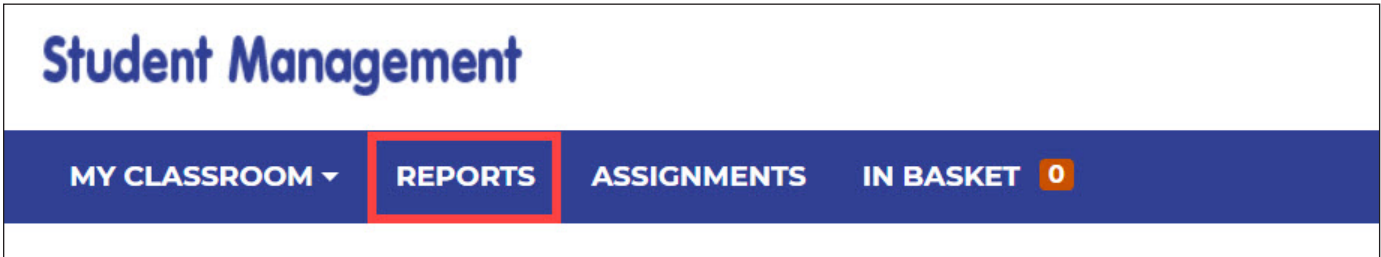 Student Management
MY CLASSROOM REPORTS ASSIGNMENTS IN BASKET 0